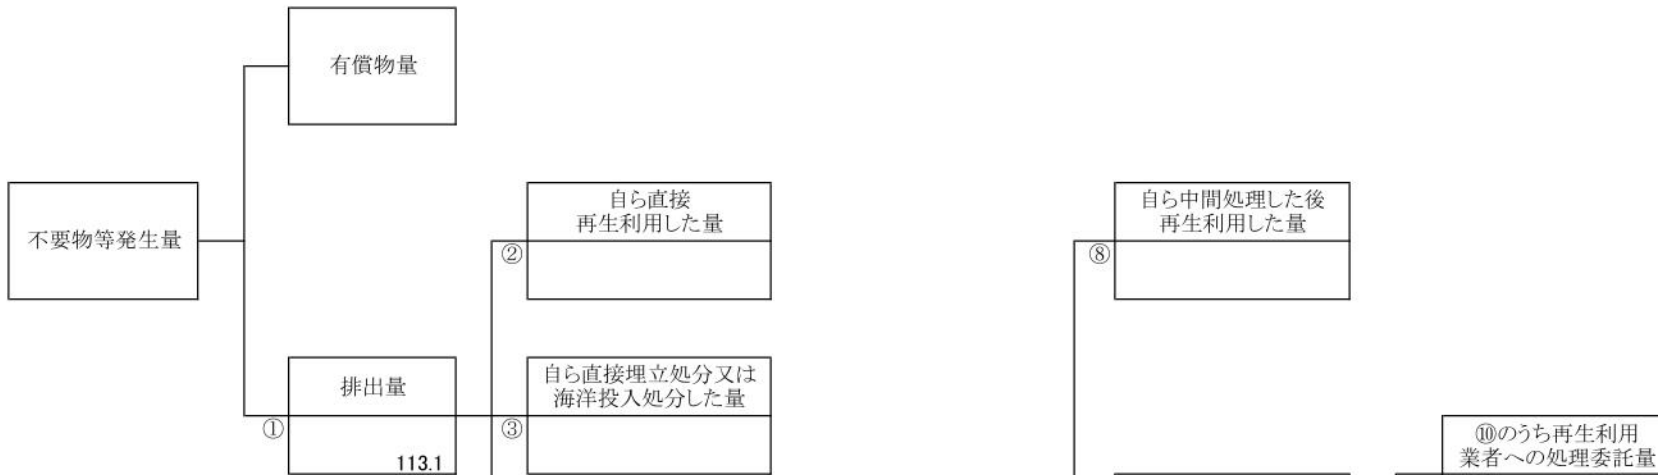 有償物量
不要物等発生量
自ら直接
再生利用した量
②
自ら中間処理した後
再生利用した量
⑧
排出量
①
113.1
自ら直接埋立処分又は
海洋投入処分した量
③
⑩のうち再生利用
業者への処理委託量